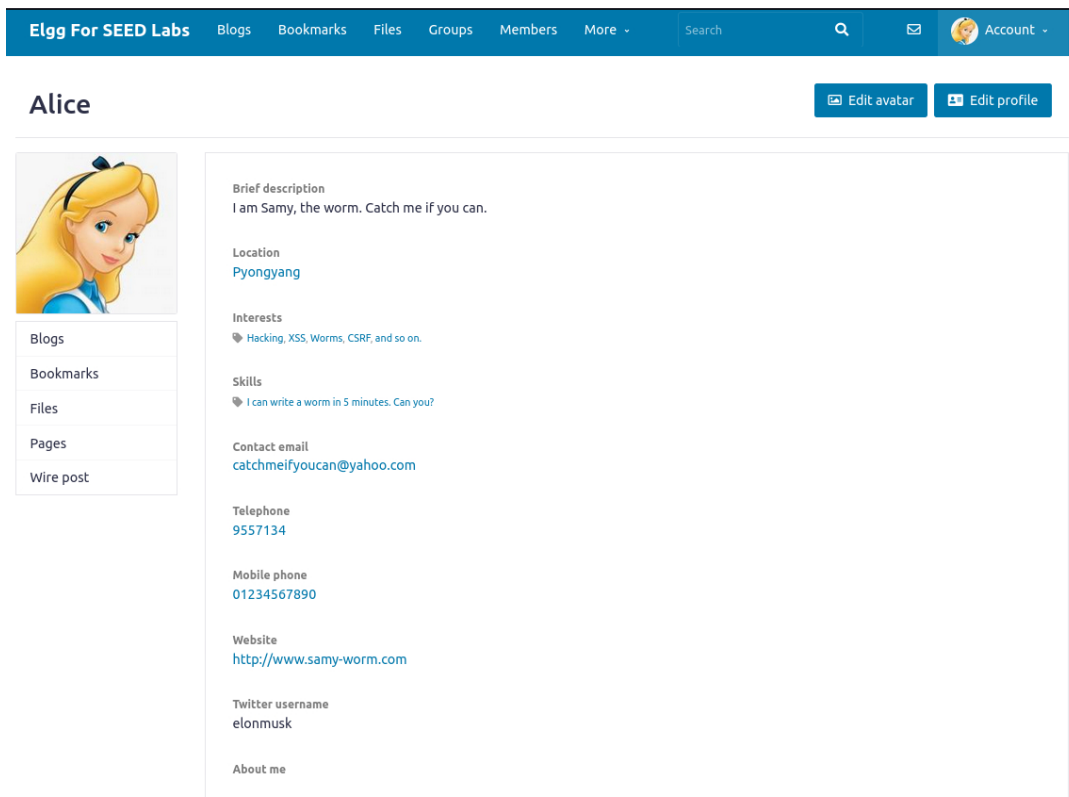 Elgg For SEED Labs Blogs Bookmarks Files Groups Members More Search Account
Alice
Edit avatar Edit profile
Brief description
I am Samy, the worm. Catch me if you can.
Location
Pyongyang
Interests
Hacking, XSS, Worms, CSRF, and so on.
Skills
I can write a worm in 5 minutes. Can you?
Contact email
catchmeifyoucan@yahoo.com
Telephone
9557134
Mobile phone
01234567890
Website
http://www.samy-worm.com
Twitter username
elonmusk
About me
Blogs
Bookmarks
Files
Pages
Wire post